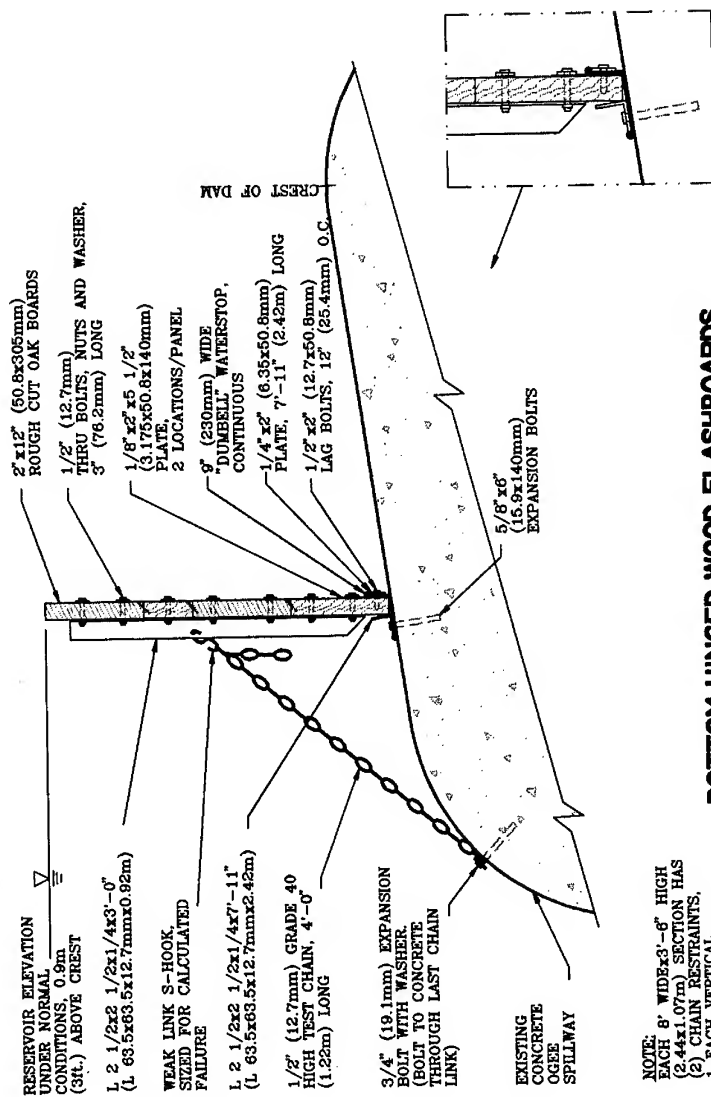 RESERVOIR ELEVATION
UNDER NORMAL
CONDITIONS, 0.9m
(3ft.) ABOVE CREST
L 2 1/2x2 1/2x1/4x3'-0"
(L 63.5x63.5x12.7mmx0.92m)
WEAK LINK S-HOOK,
SIZED FOR CALCULATED
FAILURE
L 2 1/2x2 1/2x1/4x7'-11"
(L 63.5x63.5x12.7mmx2.42m)
1/2" (12.7mm) GRADE 40
HIGH TEST CHAIN, 4'-0"
(1.22m) LONG
3/4" (19.1mm) EXPANSION
BOLT WITH WASHER.
(BOLT TO CONCRETE
THROUGH LAST CHAIN
LINK)
EXISTING
CONCRETE
OGEE
SPILLWAY
NOTE:
EACH 8' WIDEx3'-6" HIGH
(2.44x1.07m) SECTION HAS
(2) CHAIN RESTRAINTS,
1 EACH VERTICAL
2"x12" (50.8x305mm)
ROUGH CUT OAK BOARDS
1/2" (12.7mm)
THRU BOLTS, NUTS AND WASHER,
3" (76.2mm) LONG
1/8"x2"x5 1/2"
(3.175x50.8x140mm)
PLATE,
2 LOCATIONS/PANEL
9" (230mm) WIDE
"DUMBELL" WATERSTOP,
CONTINUOUS
1/4"x2" (6.35x50.8mm)
PLATE, 7'-11" (2.42m) LONG
1/2"x2" (12.7x50.8mm)
LAG BOLTS, 12" (25.4mm) O.C.
CREST OF DAM
5/8"x6"
(15.9x140mm)
EXPANSION BOLTS
BOTTOM HINGED WOOD FLASHBOARDS